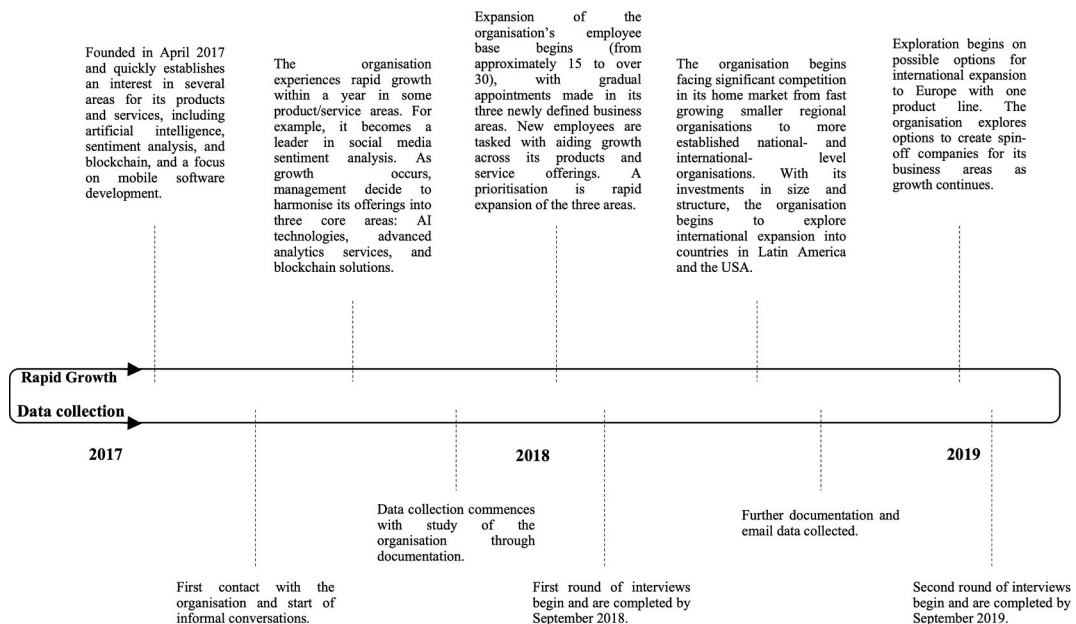 Founded in April 2017
and quickly establishes
an interest in several
areas for its products
and services, including
artificial intelligence,
sentiment analysis, and
blockchain, and a focus
on mobile software
development.
The organisation
experiences rapid growth
within a year in some
product/service areas. For
example, it becomes a
leader in social media
sentiment analysis. As
growth occurs,
management decide to
harmonise its offerings into
three core areas: AI
technologies, advanced
analytics services, and
blockchain solutions.
Expansion of the
organisation’s employee
base begins (from
approximately 15 to over
30), with gradual
appointments made in its
three newly defined business
areas. New employees are
tasked with aiding growth
across its products and
service offerings. A
prioritisation is rapid
expansion of the three areas.
The organisation begins
facing significant competition
in its home market from fast
growing smaller regional
organisations to more
established national- and
international- level
organisations. With its
investments in size and
structure, the organisation
begins to explore
international expansion into
countries in Latin America
and the USA.
Exploration begins on
possible options for
international expansion
to Europe with one
product line. The
organisation explores
options to create spin-
off companies for its
business areas as
growth continues.
Rapid Growth
Data collection
2017
2018
2019
First contact with the
organisation and start of
informal conversations.
Data collection commences
with study of the
organisation through
documentation.
First round of interviews
begin and are completed by
September 2018.
Further documentation and
email data collected.
Second round of interviews
begin and are completed by
September 2019.